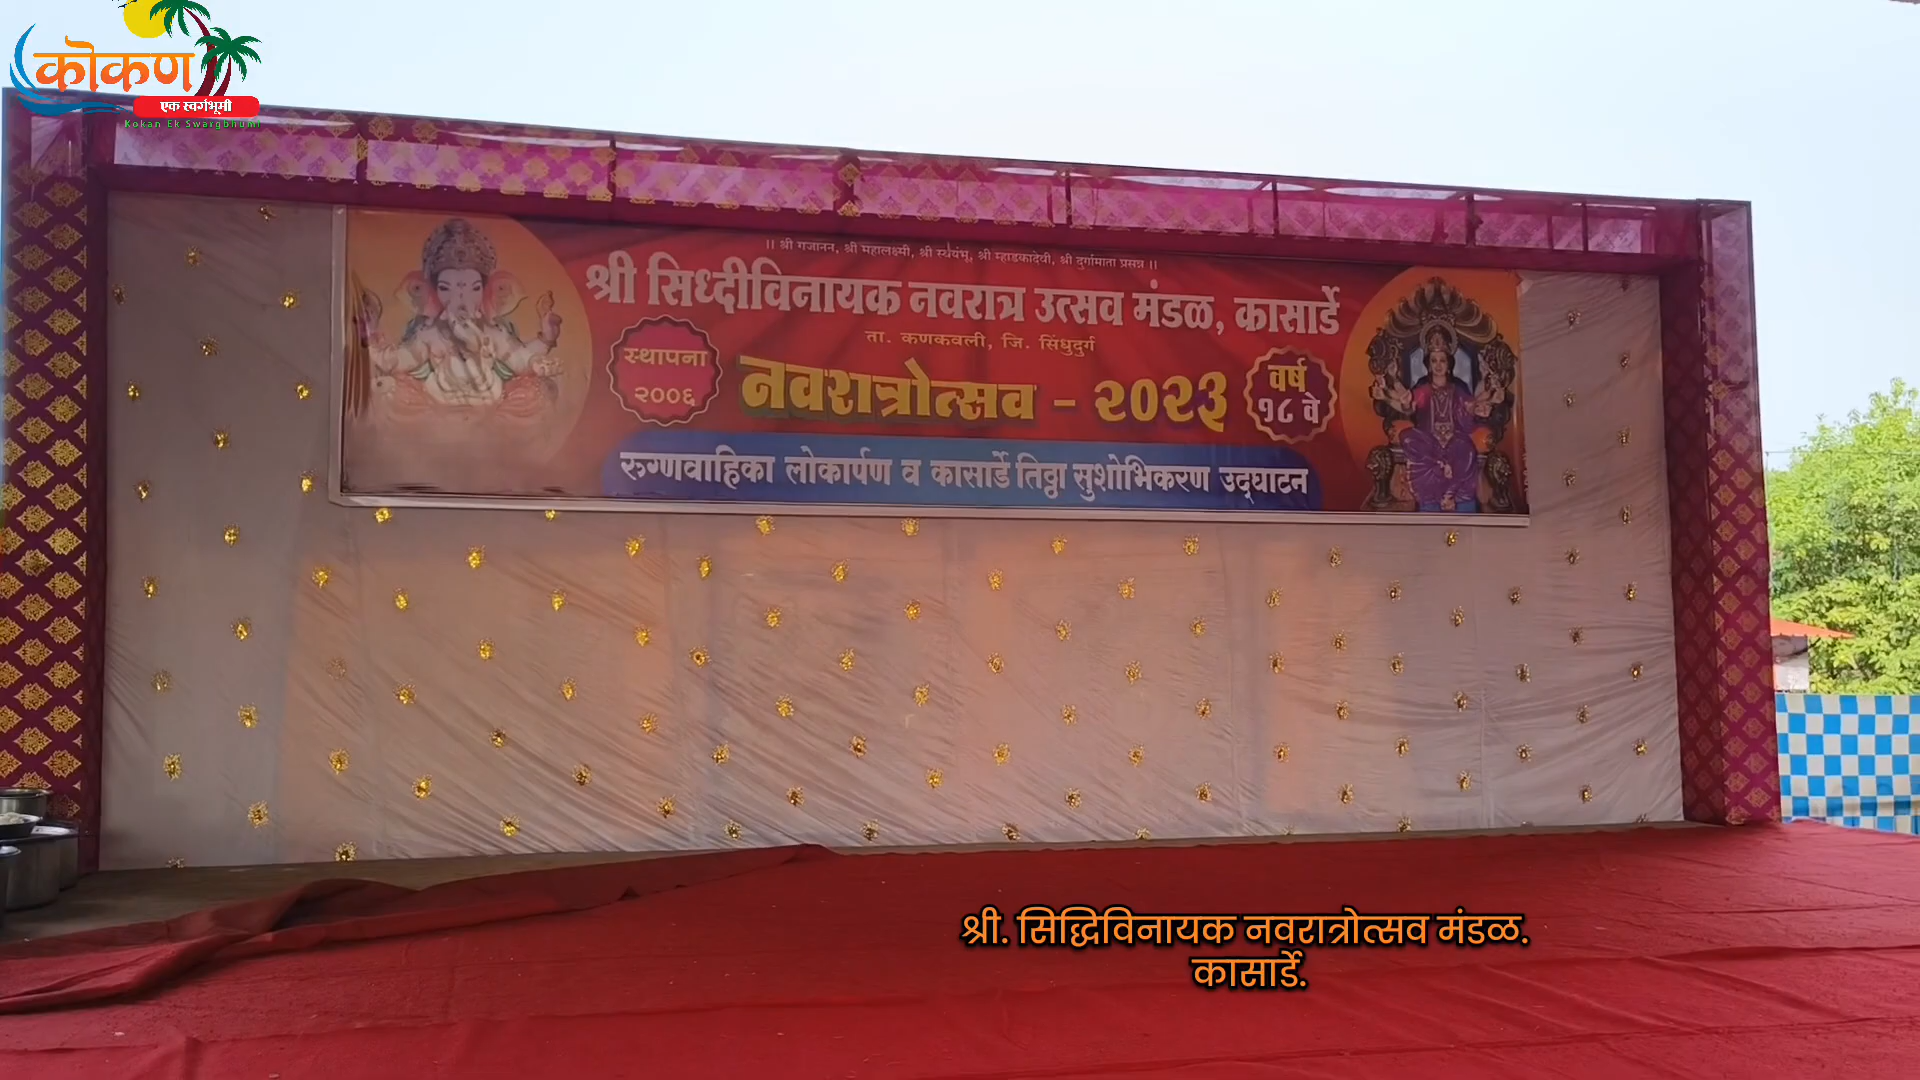 कोकण
एक स्वर्गभूमी
Kokan Ek Swargbhumi
।। श्री गजानन, श्री महालक्ष्मी, श्री स्वयंभू, श्री म्हाडकादेवी, श्री दुर्गामाता प्रसन्न ।।
श्री सिध्दीविनायक नवरात्र उत्सव मंडळ, कासार्डे
ता. कणकवली, जि. सिंधुदुर्ग
स्थापना
२००६
नवरात्रोत्सव - २०२३
वर्ष
१८ वे
रुग्णवाहिका लोकार्पण व कासार्डे तिठ्ठा सुशोभिकरण उद्‌घाटन
श्री. सिद्धिविनायक नवरात्रोत्सव मंडळ.
कासार्डे.